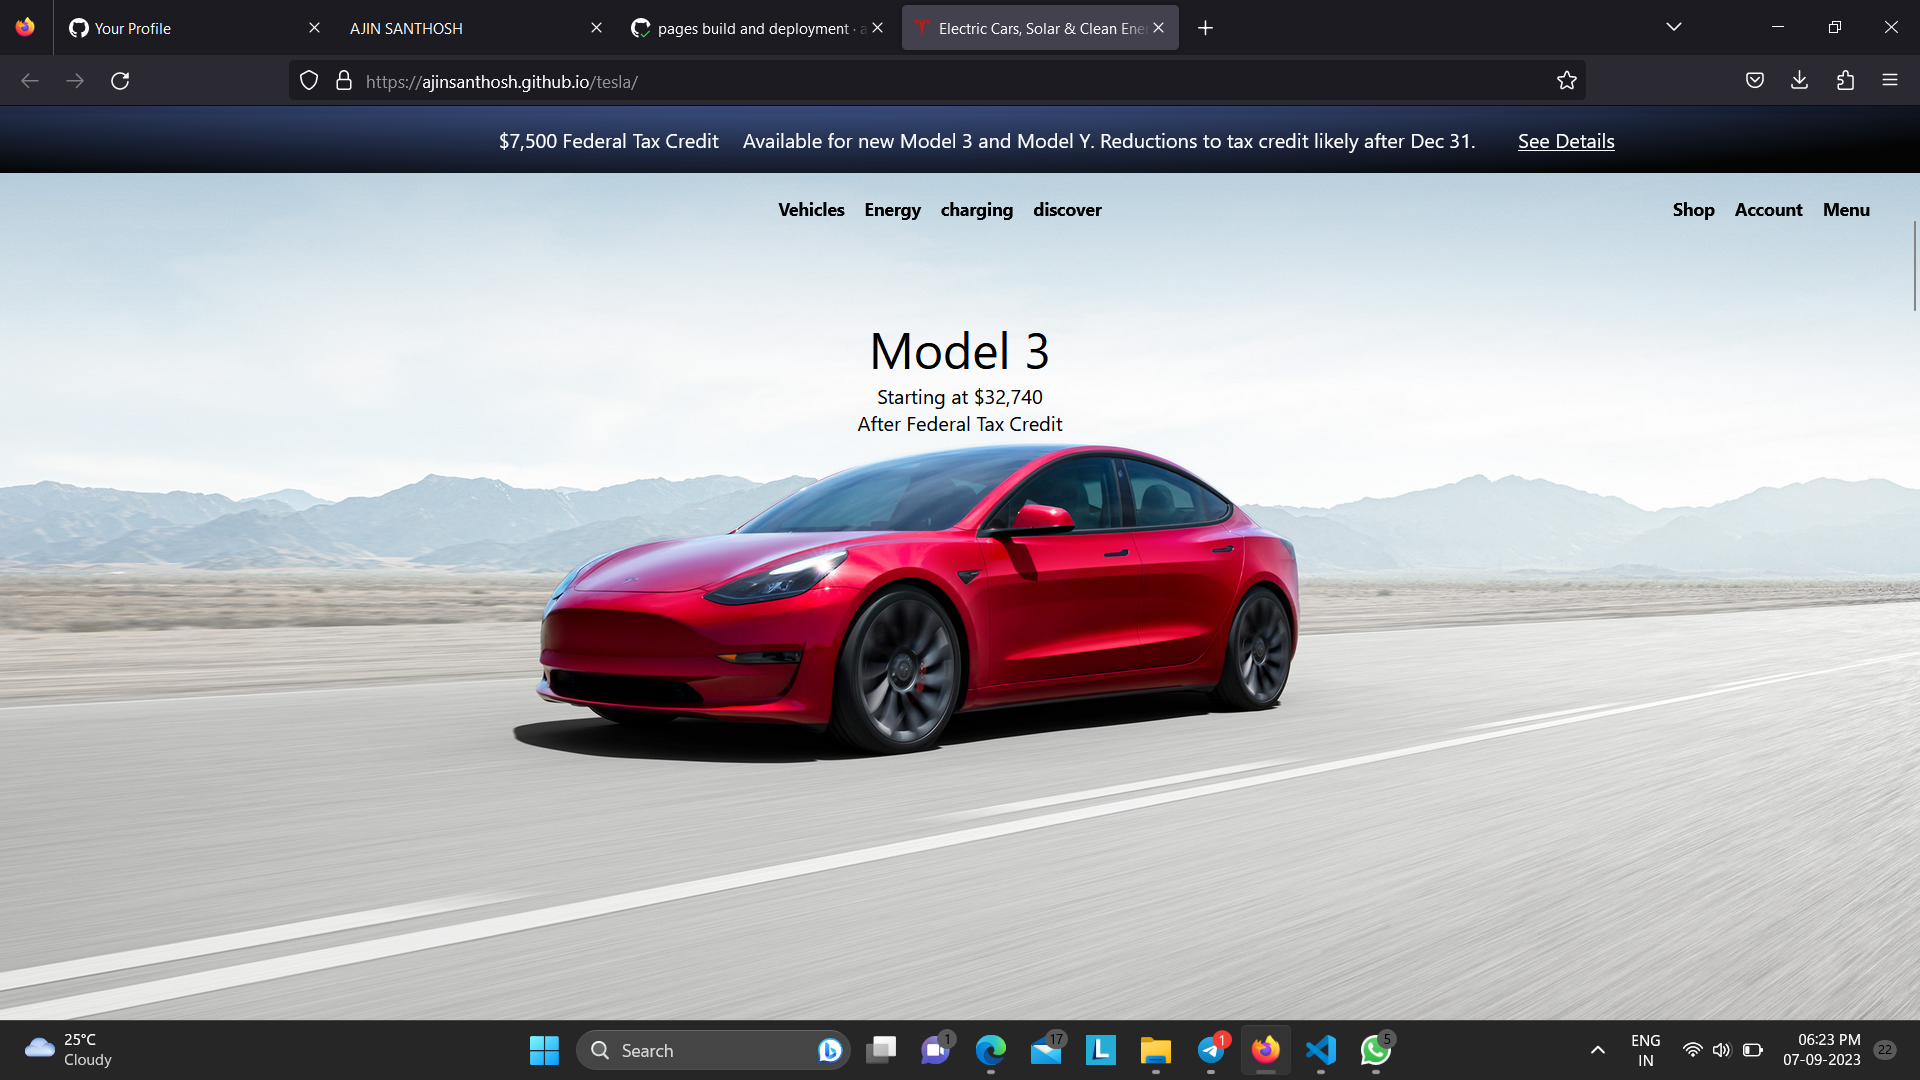 Your Profile
AJIN SANTHOSH
pages build and deployment · a
Electric Cars, Solar & Clean Ene
https://ajinsanthosh.github.io/tesla/
$7,500 Federal Tax Credit Available for new Model 3 and Model Y. Reductions to tax credit likely after Dec 31. See Details
Vehicles Energy charging discover
Shop Account Menu
Model 3
Starting at $32,740
After Federal Tax Credit
25°C
Cloudy
Search
1
17
L
1
5
ENG
IN
06:23 PM
07-09-2023
22